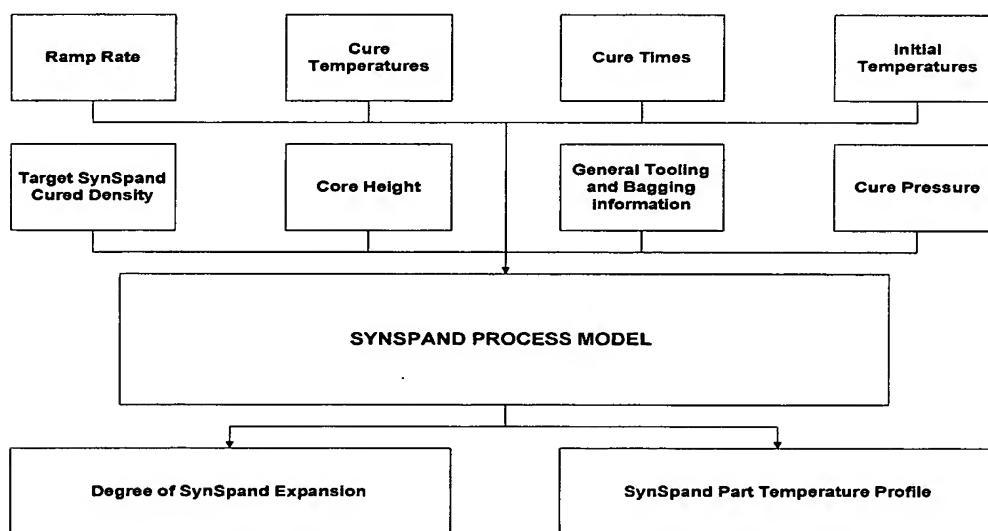 Ramp Rate
Cure
Temperatures
Cure Times
Initial
Temperatures
Target SynSpand
Cured Density
Core Height
General Tooling
and Bagging
Information
Cure Pressure
SYNSPAND PROCESS MODEL
Degree of SynSpand Expansion
SynSpand Part Temperature Profile